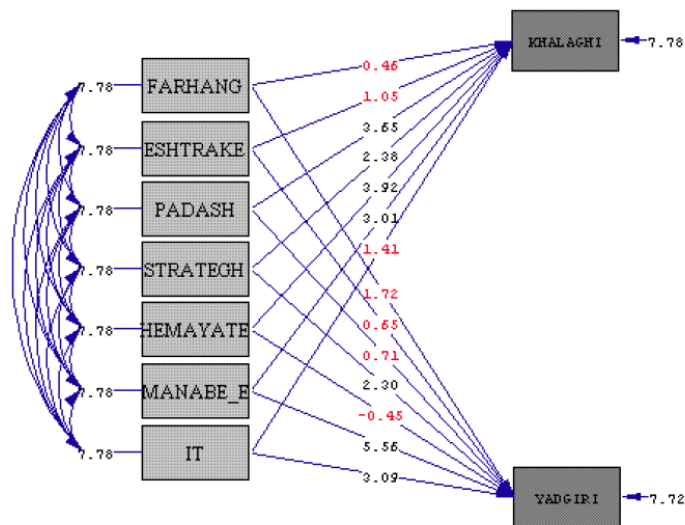 KHALAGHI
7.78
7.78
FARHANG
0.46
7.78
ESHTRAKE
1.05
7.78
PADASH
3.65
7.78
STRATEGH
2.38
7.78
HEMAYATE
3.92
7.78
MANABE_E
3.01
7.78
IT
1.41
1.72
0.65
0.71
2.30
-0.45
5.56
3.09
YADGIRI
7.72